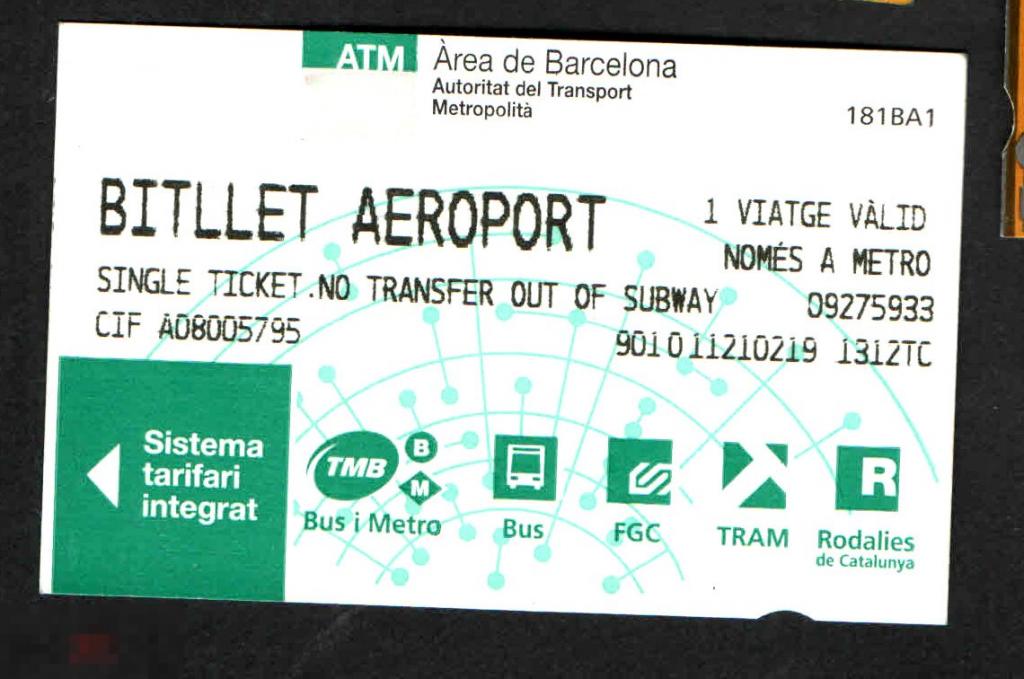 ATM
Àrea de Barcelona
Autoritat del Transport
Metropolità
181BA1
BITLLET AEROPORT
1 VIATGE VÀLID
NOMÉS A METRO
SINGLE TICKET.NO TRANSFER OUT OF SUBWAY
09275933
CIF A08005795
901011210219 1312TC
Sistema
tarifari
integrat
TMB
B
M
Bus i Metro
Bus
FGC
TRAM
R
Rodalies
de Catalunya